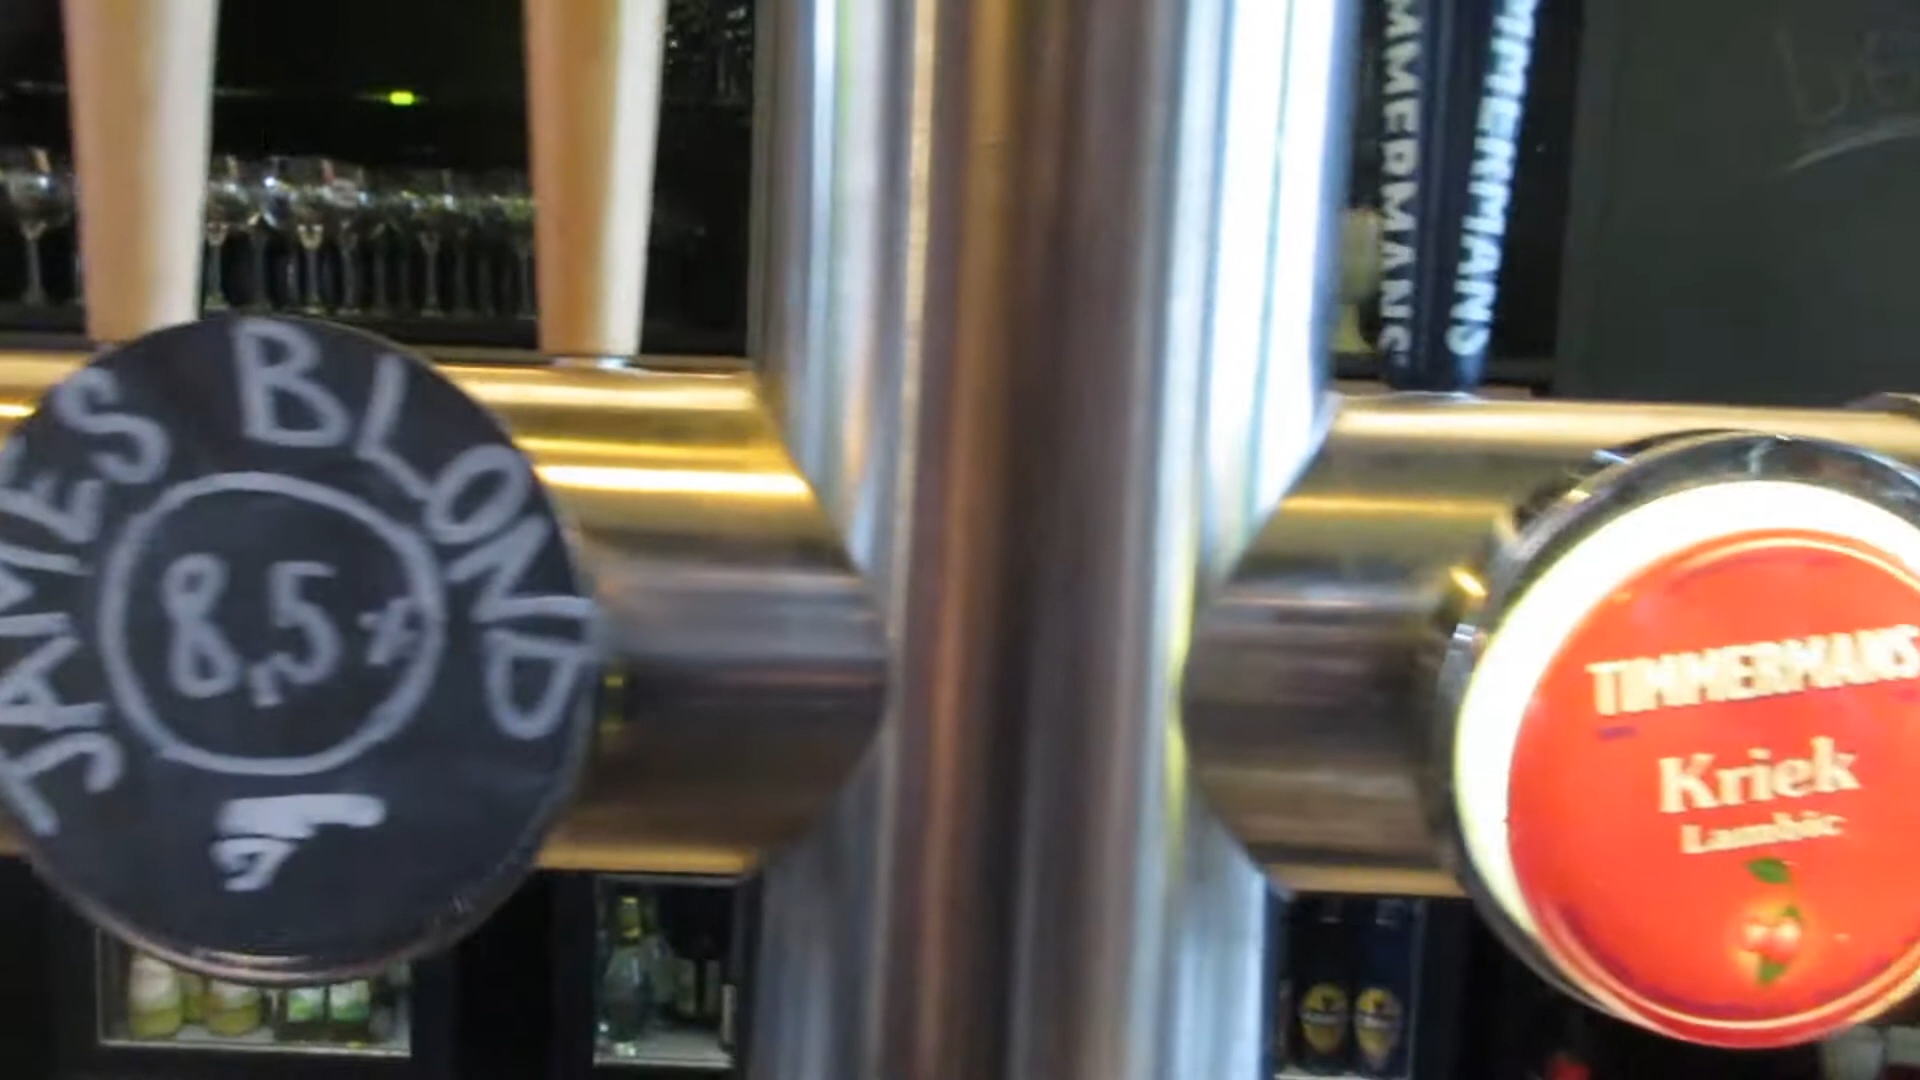 JAMES BLOND
8,5%
TIMMERMANS
TIMMERMANS
TIMMERMANS
Kriek
Lambic